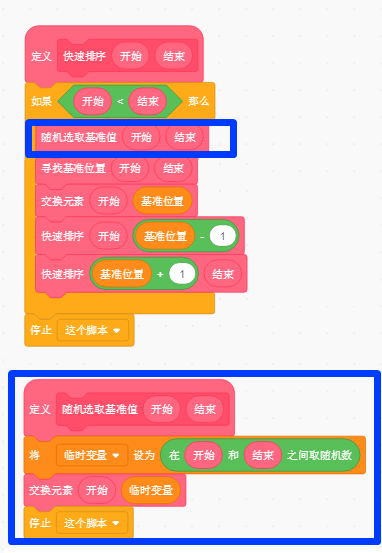 定义 快速排序 开始 结束
如果 开始 < 结束 那么
随机选取基准值 开始 结束
寻找基准位置 开始 结束
交换元素 开始 基准位置
快速排序 开始 基准位置 - 1
快速排序 基准位置 + 1 结束
停止 这个脚本
定义 随机选取基准值 开始 结束
将 临时变量 设为 在 开始 和 结束 之间取随机数
交换元素 开始 临时变量
停止 这个脚本